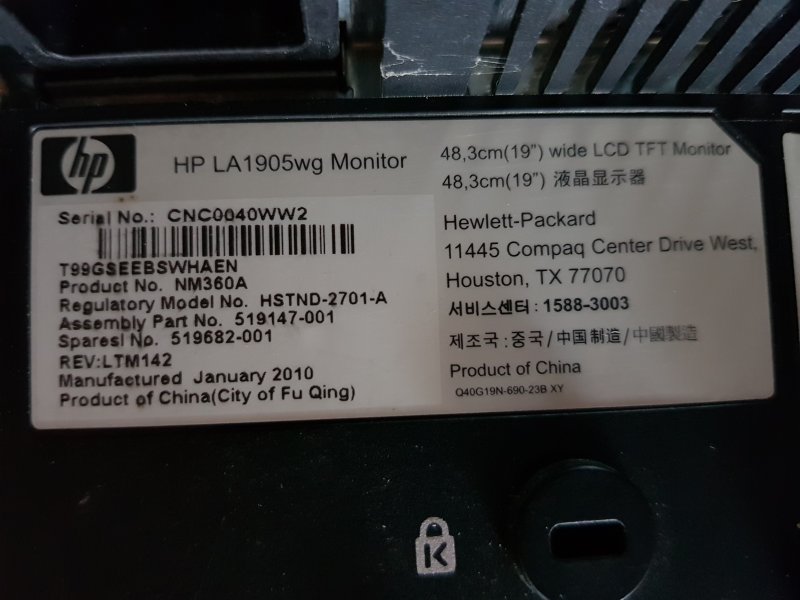 hp
HP LA1905wg Monitor
Serial No.: CNC0040WW2
T99GSEEBSWHAEN
Product No. NM360A
Regulatory Model No. HSTND-2701-A
Assembly Part No. 519147-001
Sparesl No. 519682-001
REV:LTM142
Manufactured January 2010
Product of China(City of Fu Qing)
48,3cm(19”) wide LCD TFT Monitor
48,3cm(19”) 液晶显示器
Hewlett-Packard
11445 Compaq Center Drive West,
Houston, TX 77070
서비스센터: 1588-3003
제조국:중국/中国制造/中國製造
Product of China
Q40G19N-690-23B XY
K